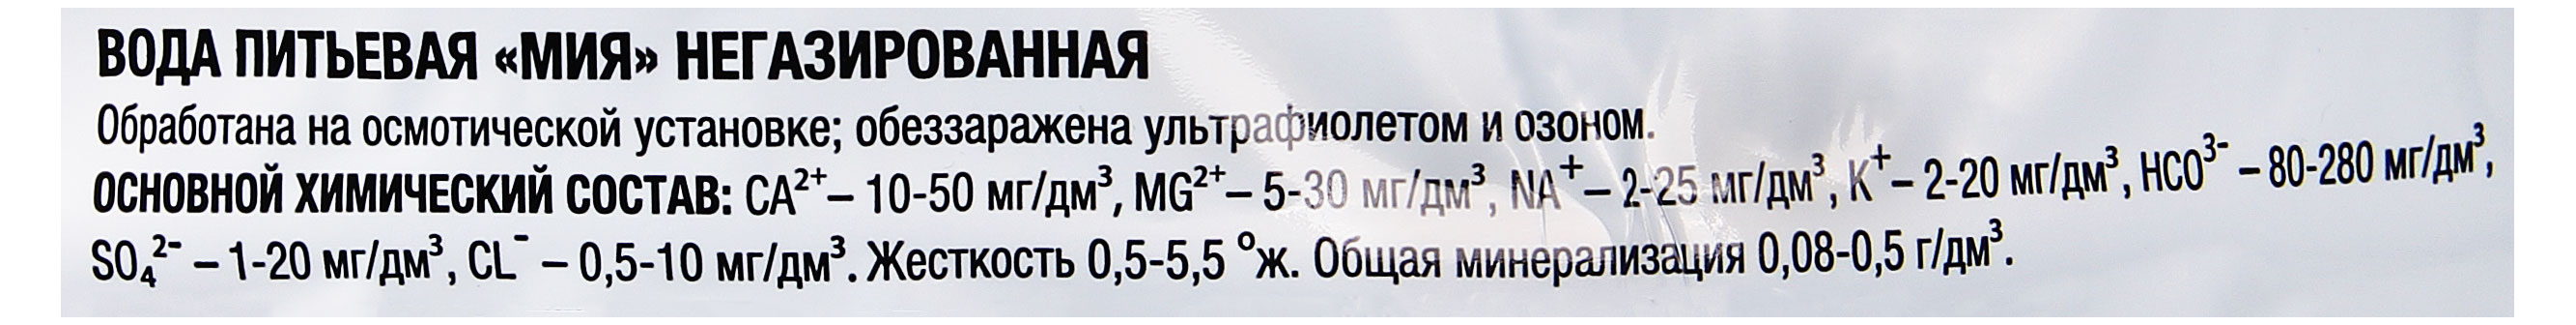 ВОДА ПИТЬЕВАЯ «МИЯ» НЕГАЗИРОВАННАЯ
Обработана на осмотической установке; обеззаражена ультрафиолетом и озоном.
ОСНОВНОЙ ХИМИЧЕСКИЙ СОСТАВ: CA²⁺– 10-50 мг/дм³, MG²⁺– 5-30 мг/дм³, NA⁺– 2-25 мг/дм³, K⁺– 2-20 мг/дм³, HCO³⁻ – 80-280 мг/дм³,
SO₄²⁻ – 1-20 мг/дм³, CL⁻ – 0,5-10 мг/дм³. Жесткость 0,5-5,5 °ж. Общая минерализация 0,08-0,5 г/дм³.